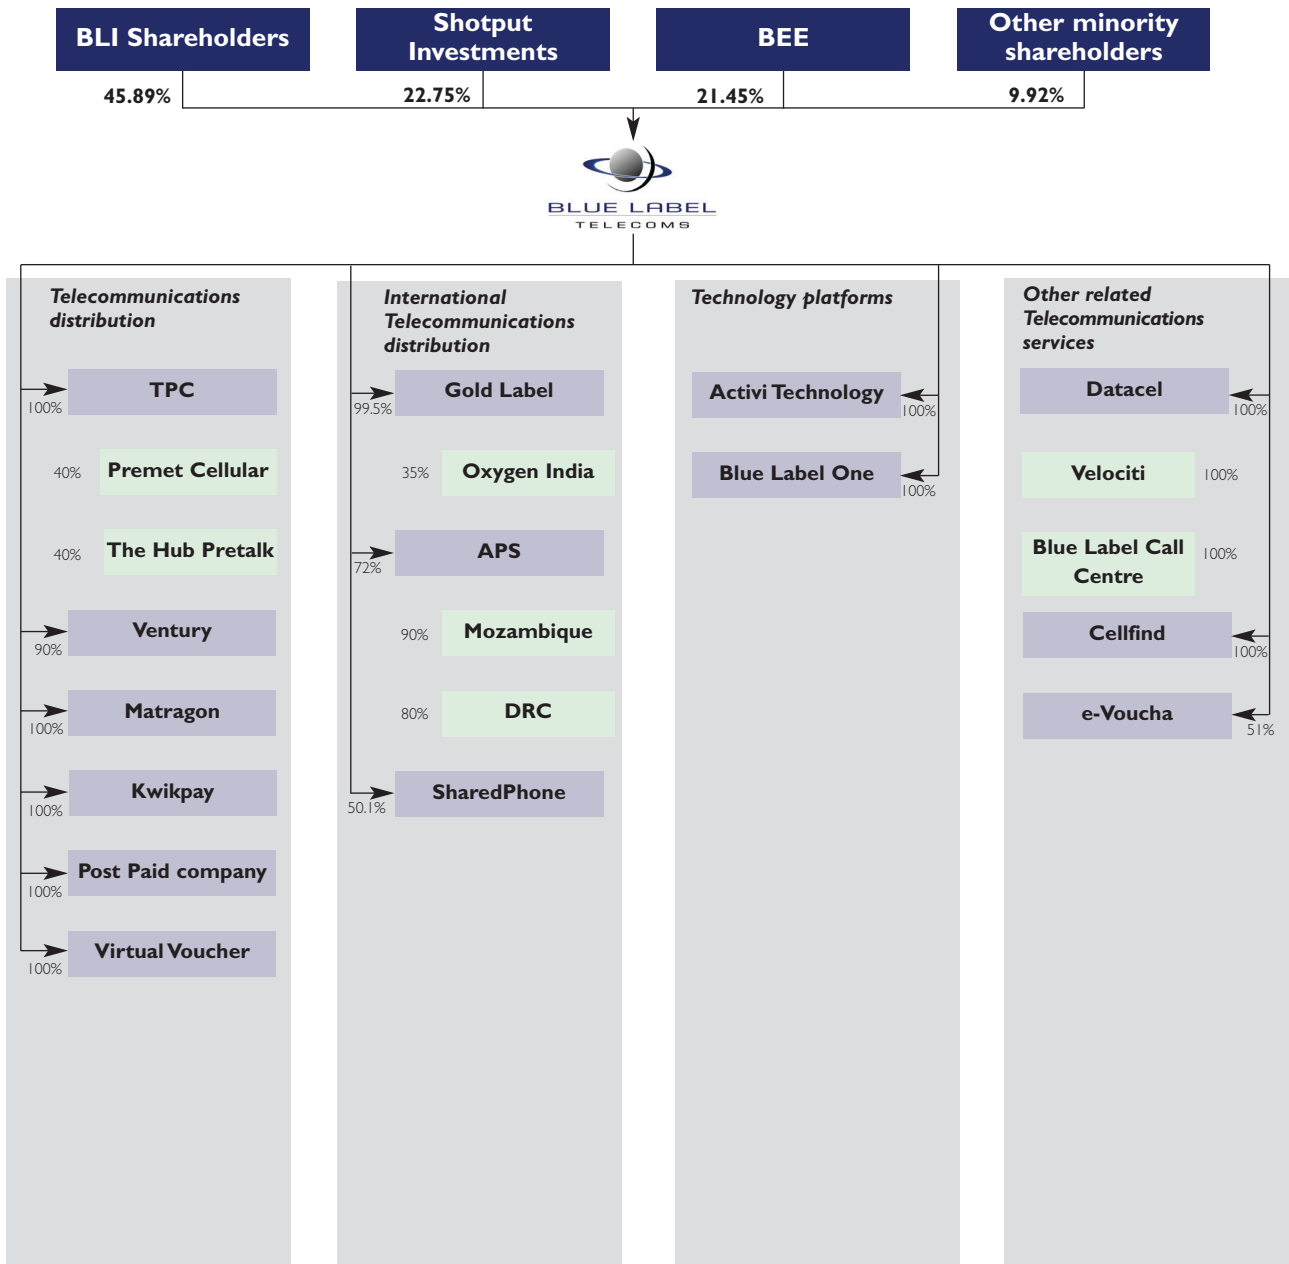 BLI Shareholders
Shotput
Investments
BEE
Other minority
shareholders
45.89%
22.75%
21.45%
9.92%
BLUE LABEL
TELECOMS
Telecommunications
distribution
TPC
100%
40%
Premet Cellular
40%
The Hub Pretalk
Ventury
90%
Matragon
100%
Kwikpay
100%
Post Paid company
100%
Virtual Voucher
100%
International
Telecommunications
distribution
Gold Label
99.5%
35%
Oxygen India
APS
72%
90%
Mozambique
80%
DRC
SharedPhone
50.1%
Technology platforms
Activi Technology
100%
Blue Label One
100%
Other related
Telecommunications
services
Datacel
100%
Velociti
100%
Blue Label Call
Centre
100%
Cellfind
100%
e-Voucha
51%